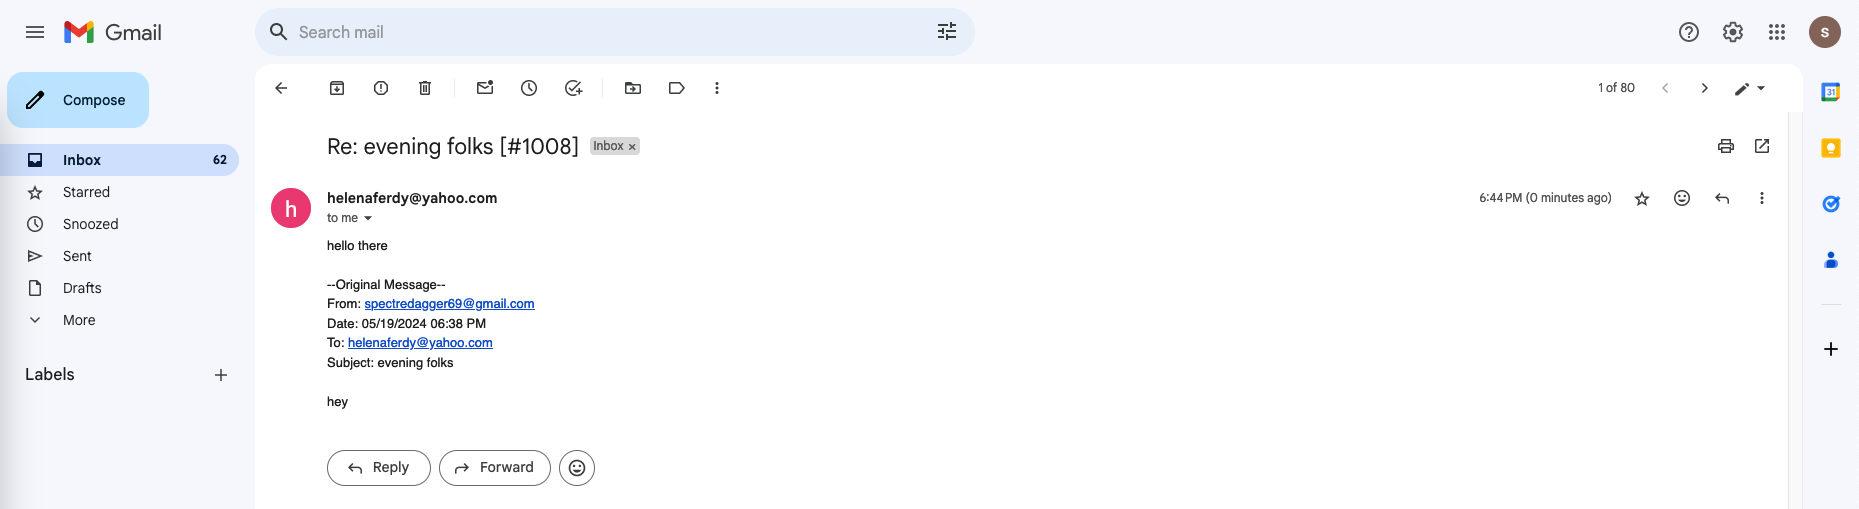 Gmail
Search mail
S
Compose
1 of 80
31
Re: evening folks [#1008] Inbox ×
Inbox 62
h
helenaferdy@yahoo.com
6:44 PM (0 minutes ago)
Starred
to me
Snoozed
hello there
Sent
--Original Message--
Drafts
From: spectredagger69@gmail.com
More
Date: 05/19/2024 06:38 PM
To: helenaferdy@yahoo.com
Subject: evening folks
Labels
hey
Reply
Forward